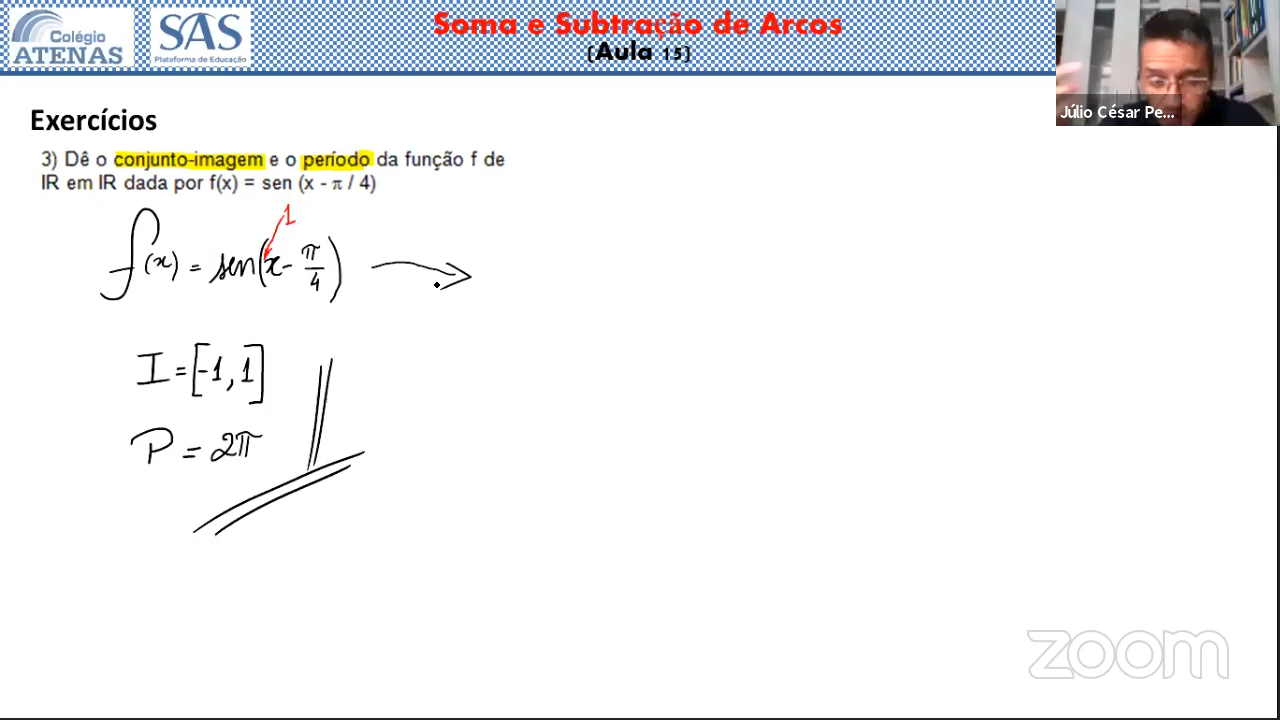 Colégio
ATENAS
SAS
Plataforma de Educação
Soma e Subtração de Arcos
(Aula 15)
Júlio César Pe...
Exercícios
3) Dê o conjunto-imagem e o período da função f de
IR em IR dada por f(x) = sen (x - π / 4)
1
f(x) = sen(x - π/4)
I = [-1, 1]
P = 2π
zoom